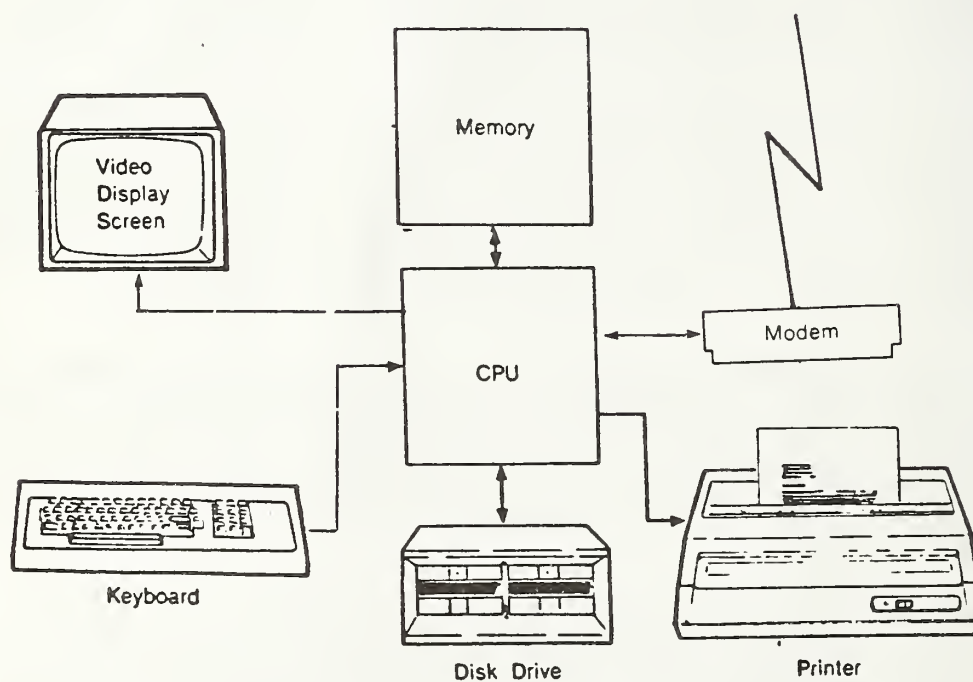 Memory
Video
Display
Screen
Modem
CPU
Keyboard
Disk Drive
Printer